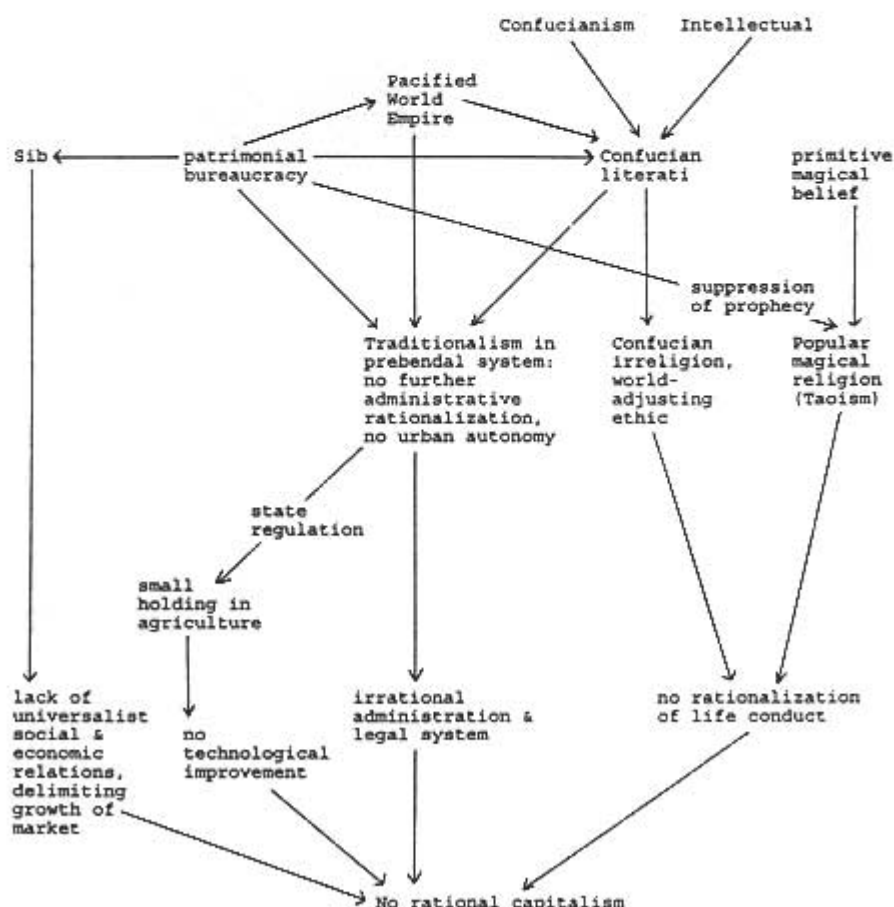 Confucianism
Intellectual
Pacified
World
Empire
Sib
patrimonial
bureaucracy
Confucian
literati
primitive
magical
belief
suppression
of prophecy
Traditionalism in
prebendal system:
no further
administrative
rationalization,
no urban autonomy
Confucian
irreligion,
world-
adjusting
ethic
Popular
magical
religion
(Taoism)
state
regulation
small
holding in
agriculture
lack of
universalist
social &
economic
relations,
delimiting
growth of
market
no
technological
improvement
irrational
administration &
legal system
no rationalization
of life conduct
No rational capitalism